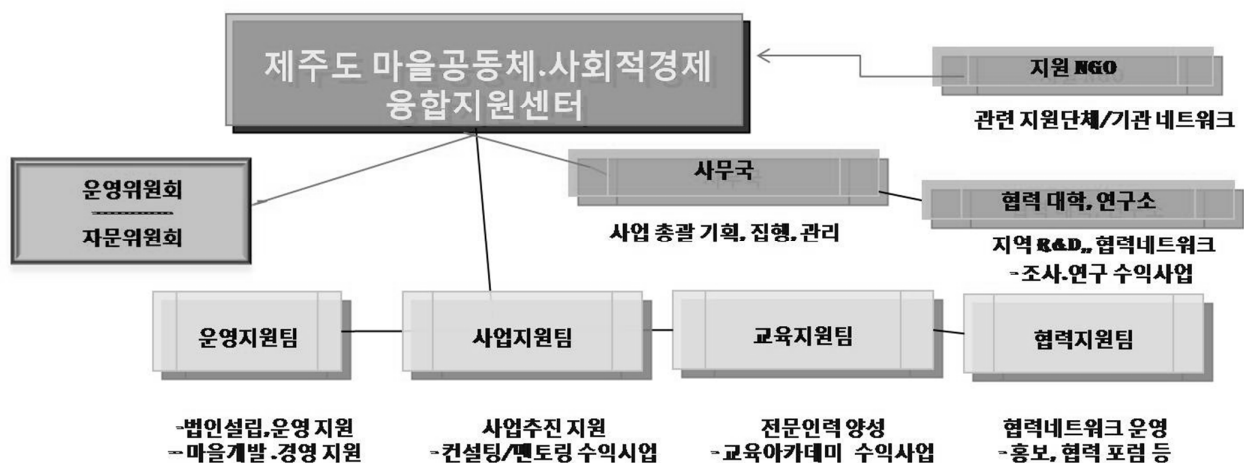 제주도 마을공동체.사회적경제
융합지원센터
지원 NGO
관련 지원단체/기관 네트워크
운영위원회
자문위원회
사무국
사업 총괄 기획, 집행, 관리
협력 대학, 연구소
지역 R&D,, 협력네트워크
-조사.연구 수익사업
운영지원팀
사업지원팀
교육지원팀
협력지원팀
-법인설립,운영 지원
-마을개발.경영 지원
사업추진 지원
-컨설팅/멘토링 수익사업
전문인력 양성
-교육아카데미 수익사업
협력네트워크 운영
-홍보, 협력 포럼 등